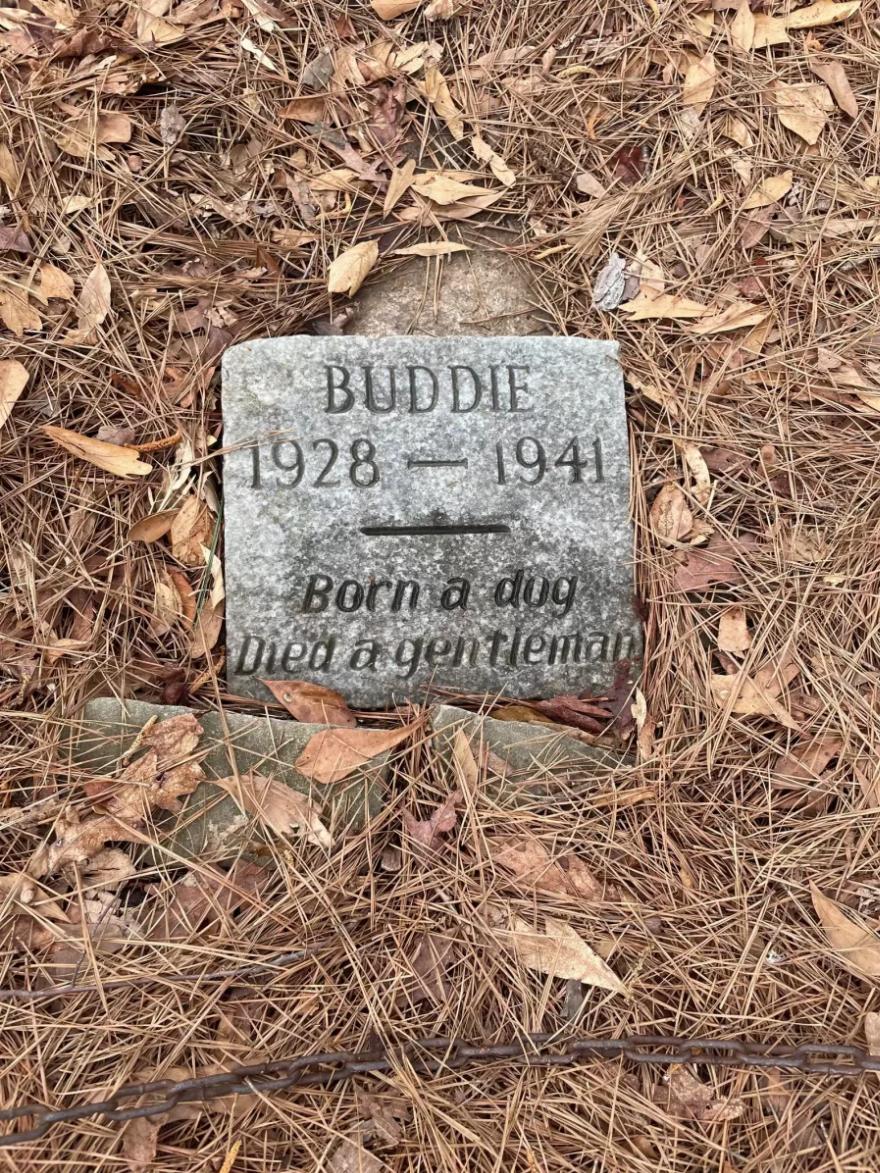 BUDDIE
1928 — 1941
Born a dog
Died a gentleman